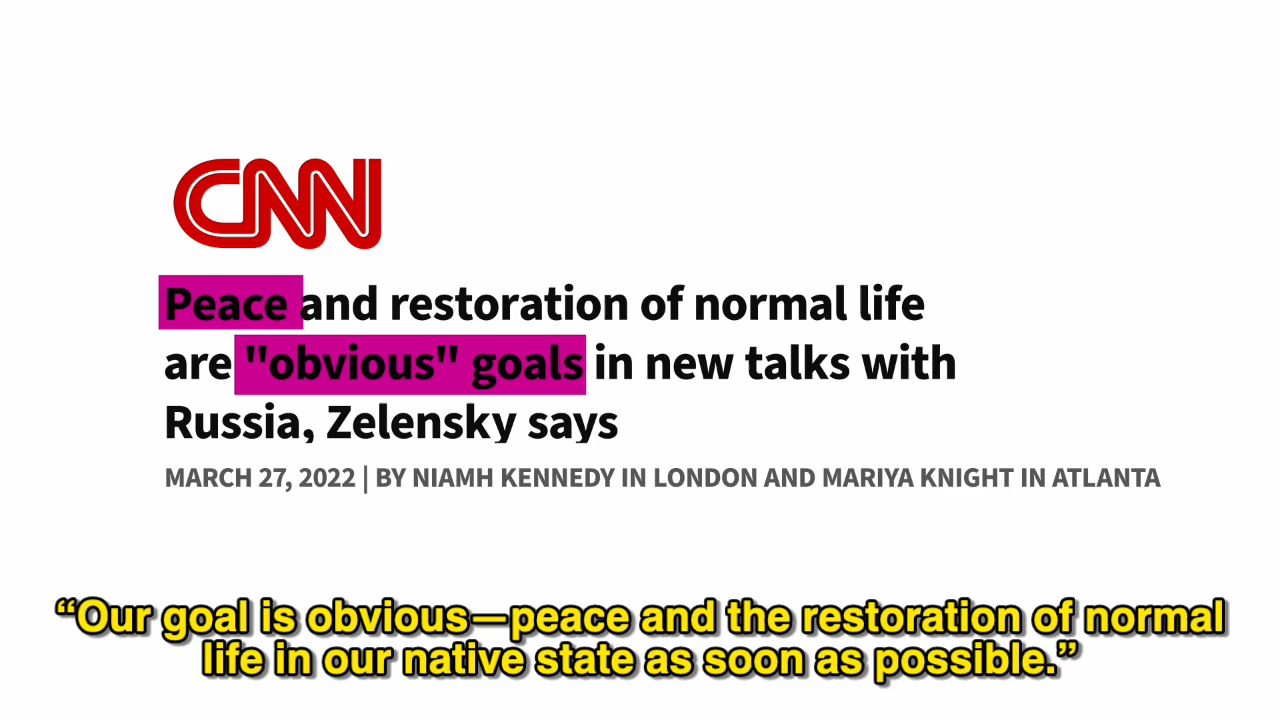 CNN
Peace and restoration of normal life
are "obvious" goals in new talks with
Russia, Zelensky says
MARCH 27, 2022 | BY NIAMH KENNEDY IN LONDON AND MARIYA KNIGHT IN ATLANTA
“Our goal is obvious—peace and the restoration of normal
life in our native state as soon as possible.”